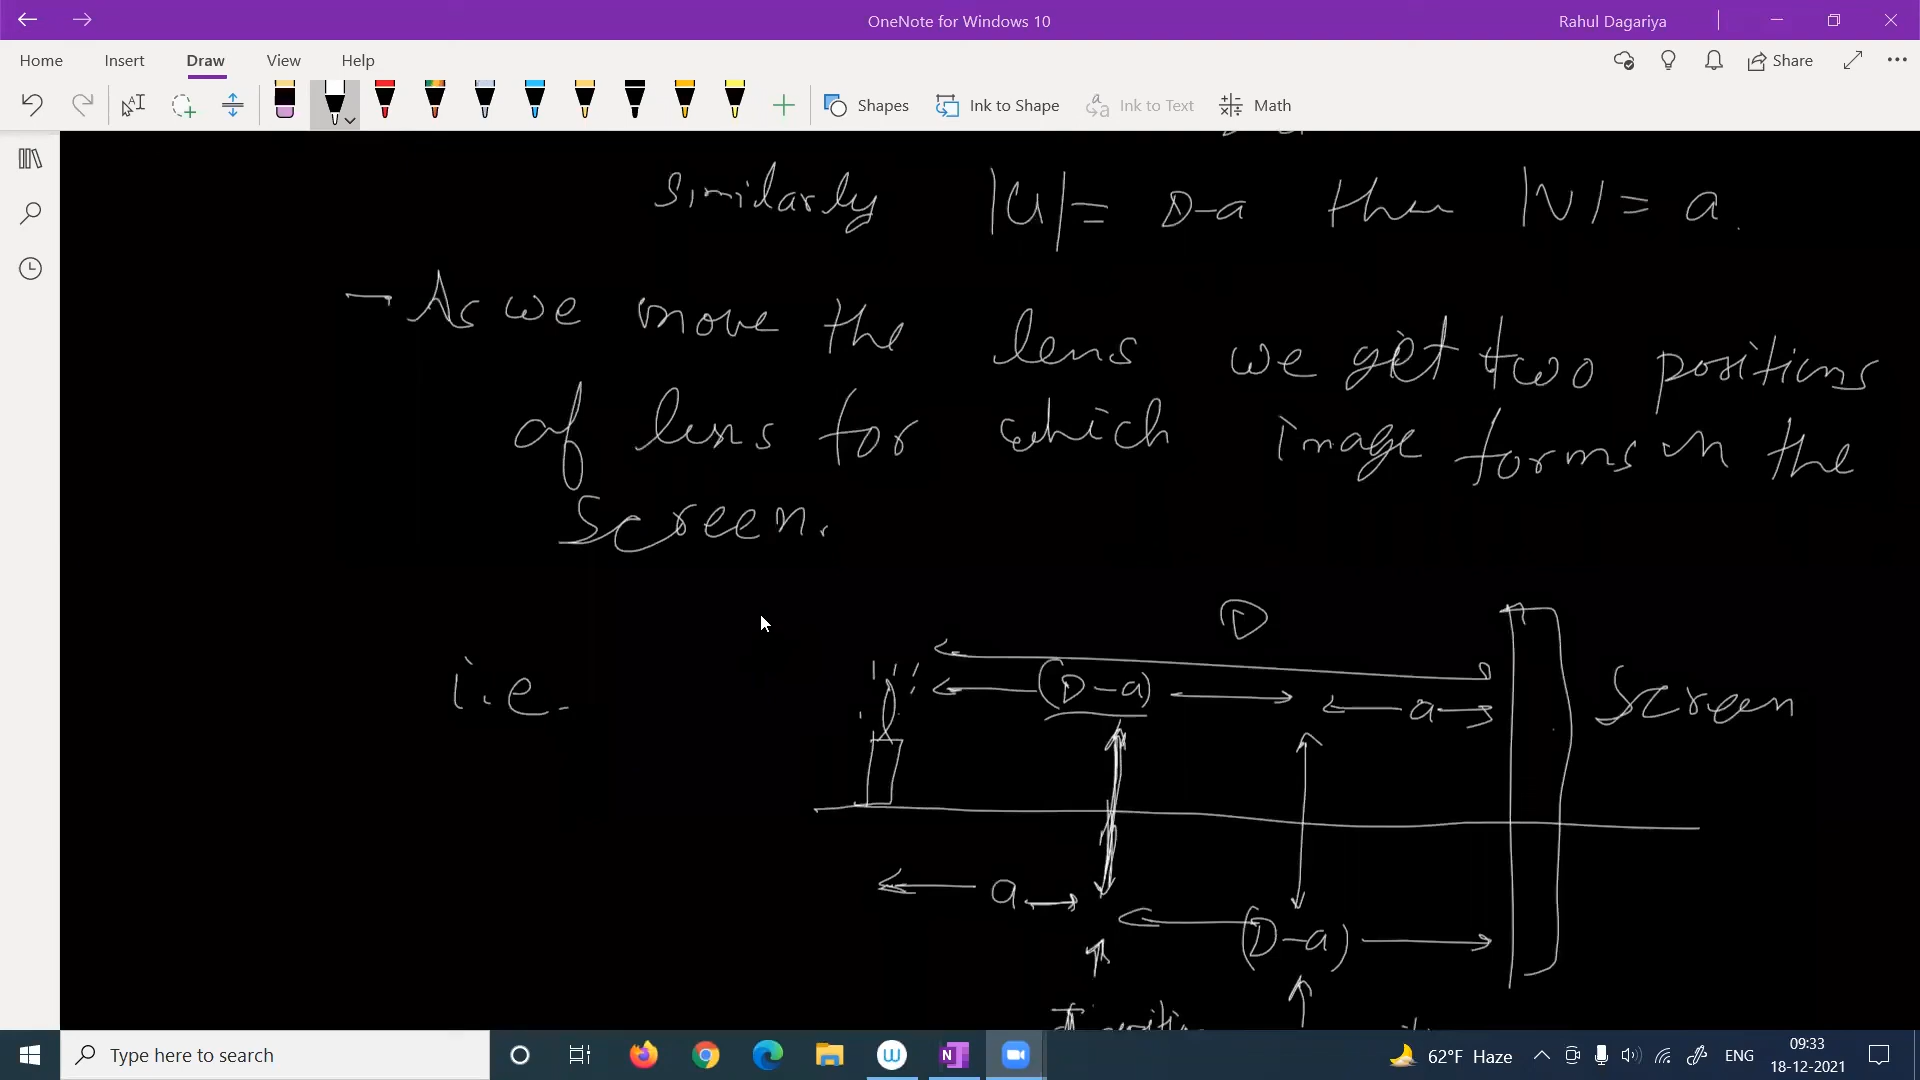 OneNote for Windows 10
Rahul Dagariya
Home Insert Draw View Help
Share
Shapes Ink to Shape Ink to Text Math
Similarly |U| = D-a then |V| = a.
- As we move the lens we get two positions
of lens for which image forms on the
Screen.
D
i.e. (D-a) a Screen
a (D-a)
I
Type here to search
62°F Haze ENG 09:33
18-12-2021